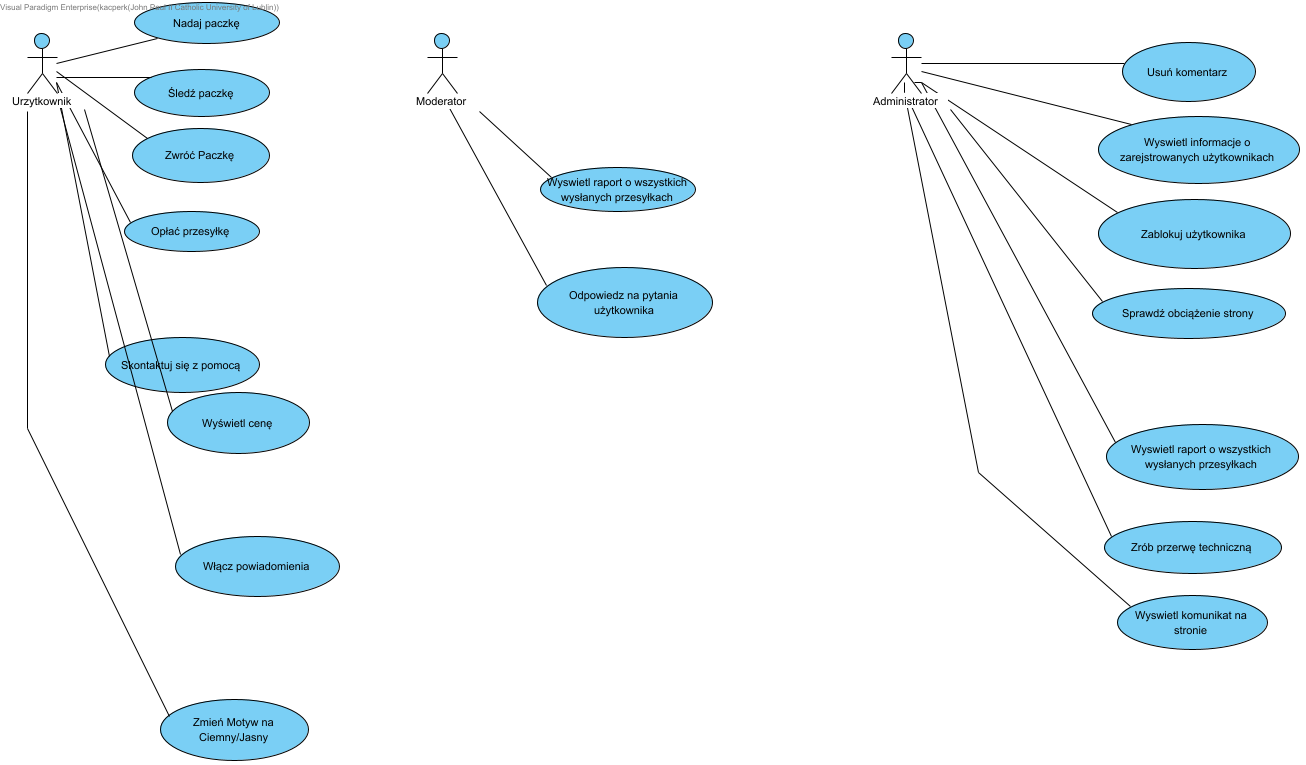 Visual Paradigm Enterprise(kacperk(John Paul II Catholic University of Lublin))
Nadaj paczkę
Urzytkownik
Śledź paczkę
Zwróć Paczkę
Opłać przesyłkę
Skontaktuj się z pomocą
Wyświetl cenę
Włącz powiadomienia
Zmień Motyw na
Ciemny/Jasny
Moderator
Wyswietl raport o wszystkich
wysłanych przesyłkach
Odpowiedz na pytania
użytkownika
Administrator
Usuń komentarz
Wyswietl informacje o
zarejstrowanych użytkownikach
Zablokuj użytkownika
Sprawdź obciążenie strony
Wyswietl raport o wszystkich
wysłanych przesyłkach
Zrób przerwę techniczną
Wyswietl komunikat na
stronie